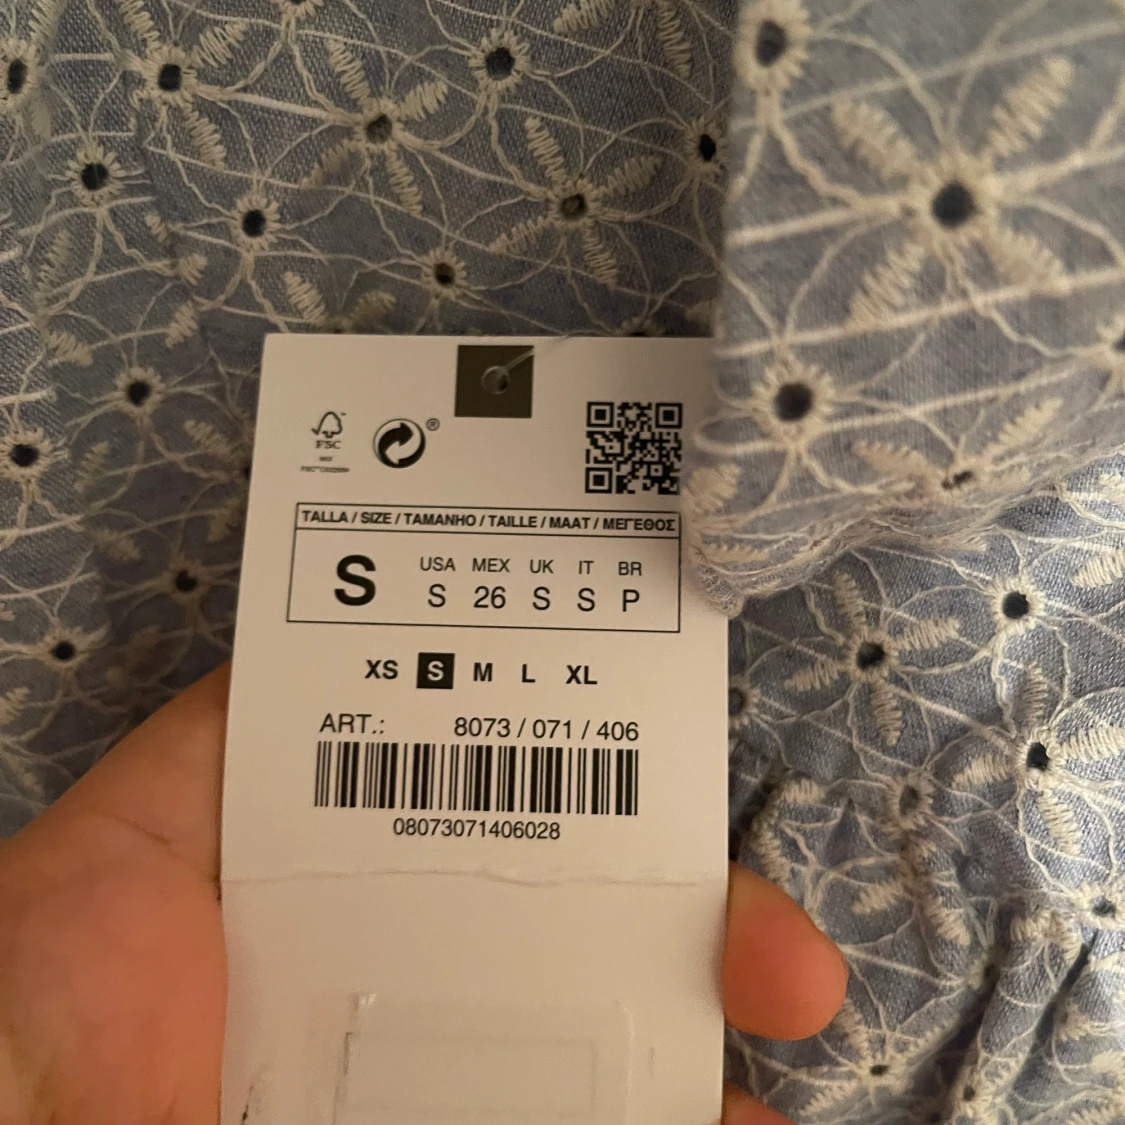 FSC
®
TALLA / SIZE / TAMANHO / TAILLE / MAAT / ΜΕΓΕΘΟΣ
S
USA MEX UK IT BR
S 26 S S P
XS S M L XL
ART.: 8073 / 071 / 406
08073071406028